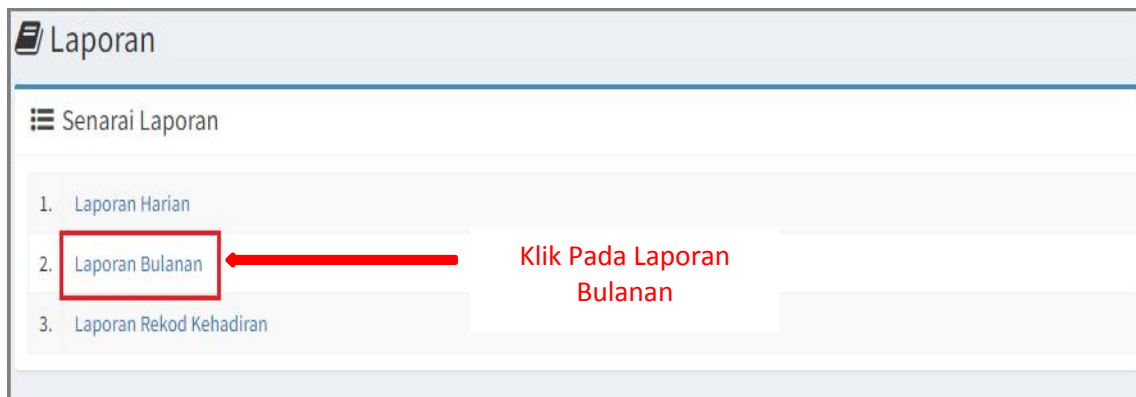 Laporan
Senarai Laporan
1. Laporan Harian
2. Laporan Bulanan
Klik Pada Laporan
Bulanan
3. Laporan Rekod Kehadiran